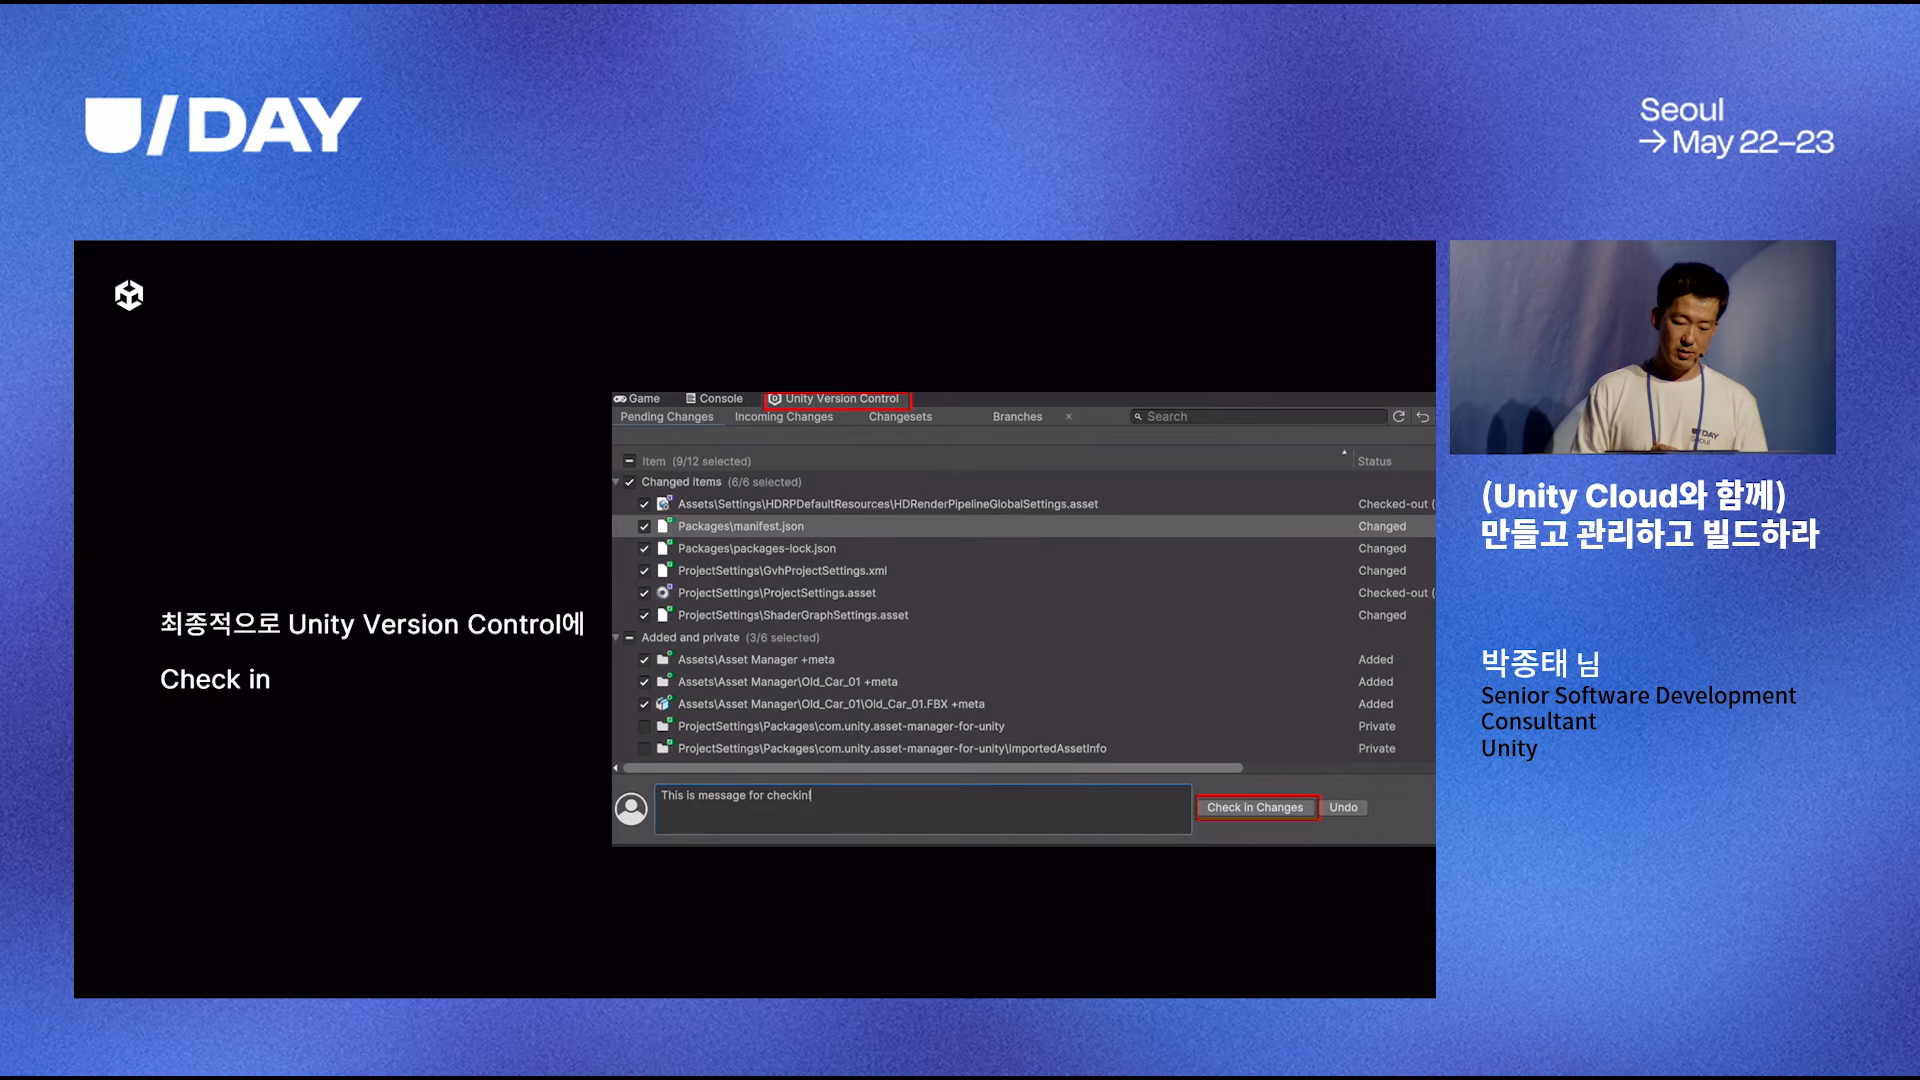 U/DAY
Seoul
→ May 22–23
최종적으로 Unity Version Control에
Check in
Game Console Unity Version Control
Pending Changes Incoming Changes Changesets Branches × Search
Item (9/12 selected) Status
Changed items (6/6 selected)
Assets\Settings\HDRPDefaultResources\HDRenderPipelineGlobalSettings.asset Checked-out (
Packages\manifest.json Changed
Packages\packages-lock.json Changed
ProjectSettings\GvhProjectSettings.xml Changed
ProjectSettings\ProjectSettings.asset Checked-out (
ProjectSettings\ShaderGraphSettings.asset Changed
Added and private (3/6 selected)
Assets\Asset Manager +meta Added
Assets\Asset Manager\Old_Car_01 +meta Added
Assets\Asset Manager\Old_Car_01\Old_Car_01.FBX +meta Added
ProjectSettings\Packages\com.unity.asset-manager-for-unity Private
ProjectSettings\Packages\com.unity.asset-manager-for-unity\ImportedAssetInfo Private
This is message for checkin!
Check in Changes Undo
U/DAY
Seoul
(Unity Cloud와 함께)
만들고 관리하고 빌드하라
박종태 님
Senior Software Development
Consultant
Unity